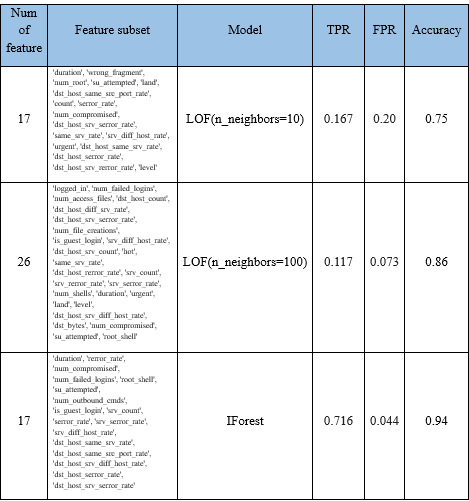 Num of feature
Feature subset
Model
TPR
FPR
Accuracy
17
'duration', 'wrong_fragment',
'num_root', 'su_attempted', 'land',
'dst_host_same_src_port_rate',
'count', 'serror_rate',
'num_compromised',
'dst_host_srv_serror_rate',
'same_srv_rate', 'srv_diff_host_rate',
'urgent', 'dst_host_same_srv_rate',
'dst_host_serror_rate',
'dst_host_srv_rerror_rate', 'level'
LOF(n_neighbors=10)
0.167
0.20
0.75
26
'logged_in', 'num_failed_logins',
'num_access_files', 'dst_host_count',
'dst_host_diff_srv_rate',
'dst_host_srv_serror_rate',
'num_file_creations',
'is_guest_login', 'srv_diff_host_rate',
'dst_host_srv_count', 'hot',
'same_srv_rate',
'dst_host_rerror_rate', 'srv_count',
'srv_rerror_rate', 'srv_serror_rate',
'num_shells', 'duration', 'urgent',
'land', 'level',
'dst_host_srv_diff_host_rate',
'dst_bytes', 'num_compromised',
'su_attempted', 'root_shell'
LOF(n_neighbors=100)
0.117
0.073
0.86
17
'duration', 'rerror_rate',
'num_compromised',
'num_failed_logins', 'root_shell',
'su_attempted',
'num_outbound_cmds',
'is_guest_login', 'srv_count',
'serror_rate', 'srv_serror_rate',
'srv_diff_host_rate',
'dst_host_same_srv_rate',
'dst_host_same_src_port_rate',
'dst_host_srv_diff_host_rate',
'dst_host_serror_rate',
'dst_host_srv_serror_rate'
IForest
0.716
0.044
0.94